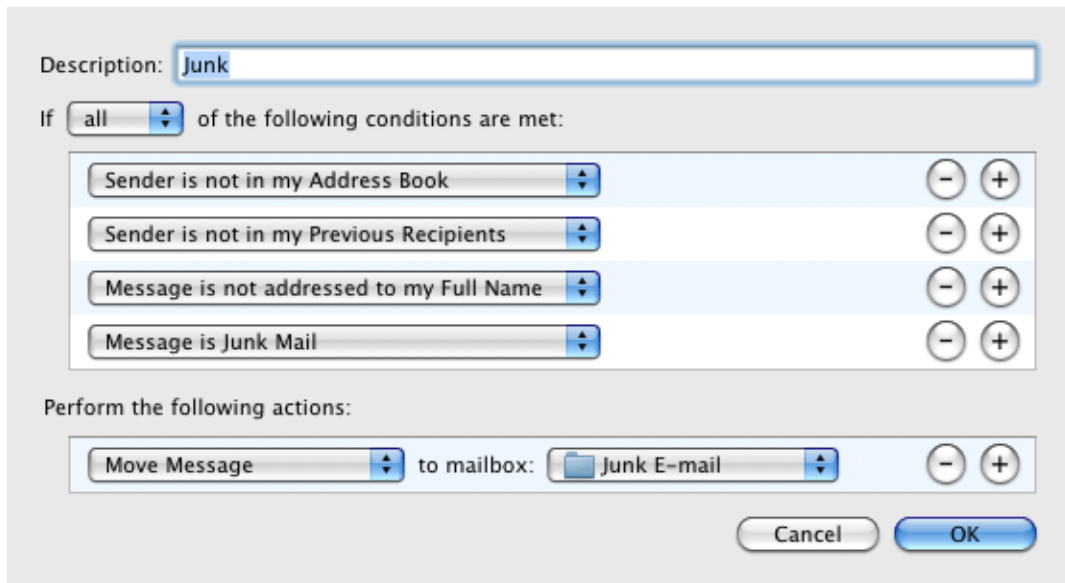 Description: Junk
If all of the following conditions are met:
Sender is not in my Address Book - +
Sender is not in my Previous Recipients - +
Message is not addressed to my Full Name - +
Message is Junk Mail - +
Perform the following actions:
Move Message to mailbox: Junk E-mail - +
Cancel OK